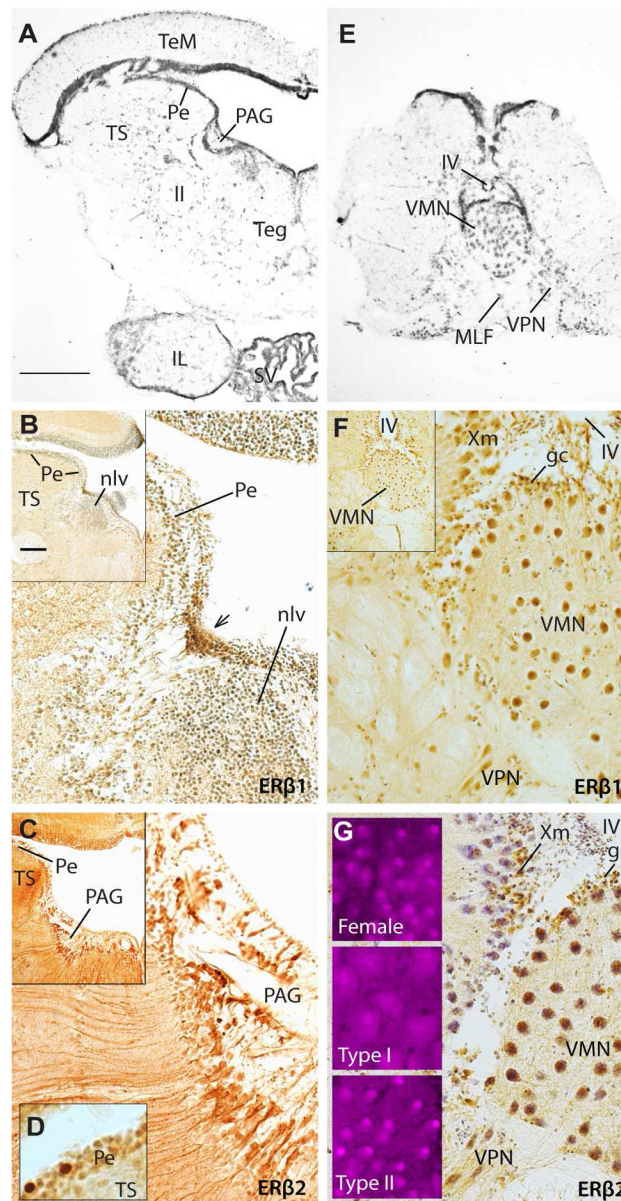 A
TeM
Pe
PAG
TS
II
Teg
IL
SV
E
IV
VMN
MLF
VPN
B
Pe
nlv
TS
Pe
nlv
ERβ1
F
IV
VMN
Xm
IV
gc
VMN
VPN
ERβ1
C
Pe
TS
PAG
PAG
D
Pe
TS
ERβ2
G
Female
Type I
Type II
Xm
IV
g
VMN
VPN
ERβ2